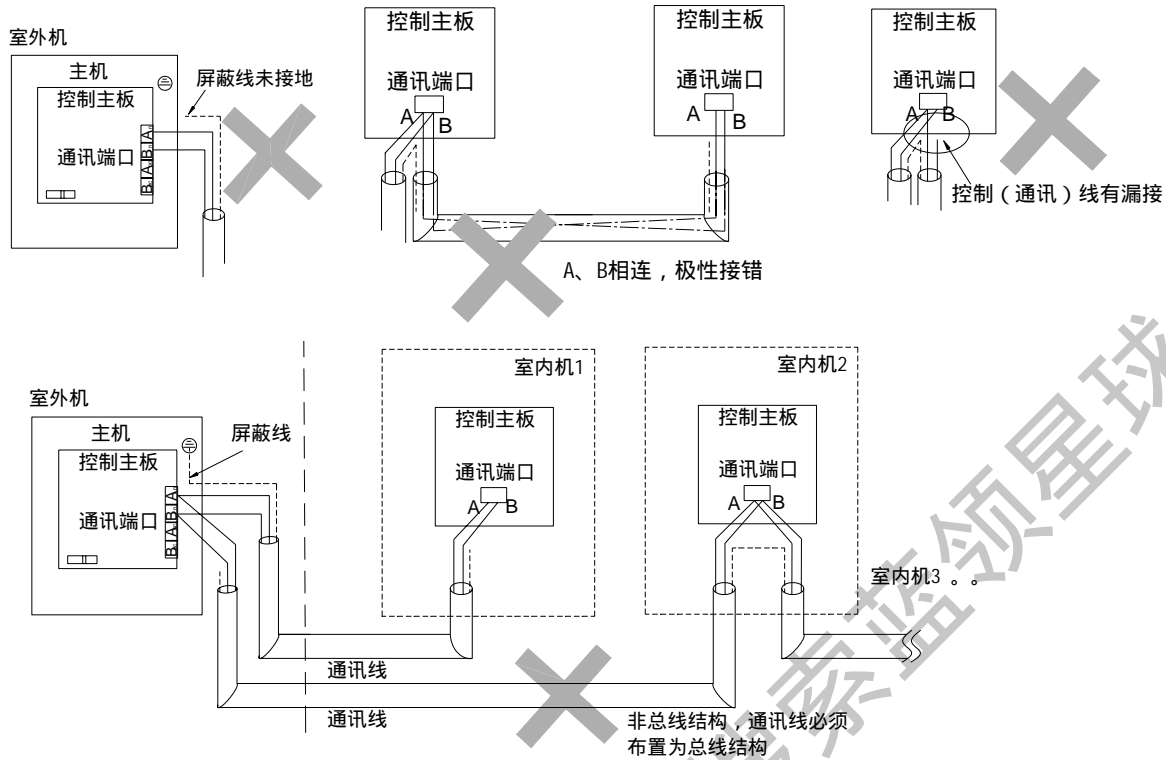 室外机
主机
控制主板
通讯端口
屏蔽线未接地
控制主板
通讯端口
A
B
控制主板
通讯端口
A
B
A、B相连，极性接错
控制主板
通讯端口
A
B
控制（通讯）线有漏接
室外机
主机
控制主板
通讯端口
屏蔽线
室内机1
控制主板
通讯端口
A
B
室内机2
控制主板
通讯端口
A
B
室内机3 。。
通讯线
通讯线
非总线结构，通讯线必须
布置为总线结构
搜索蓝领星球